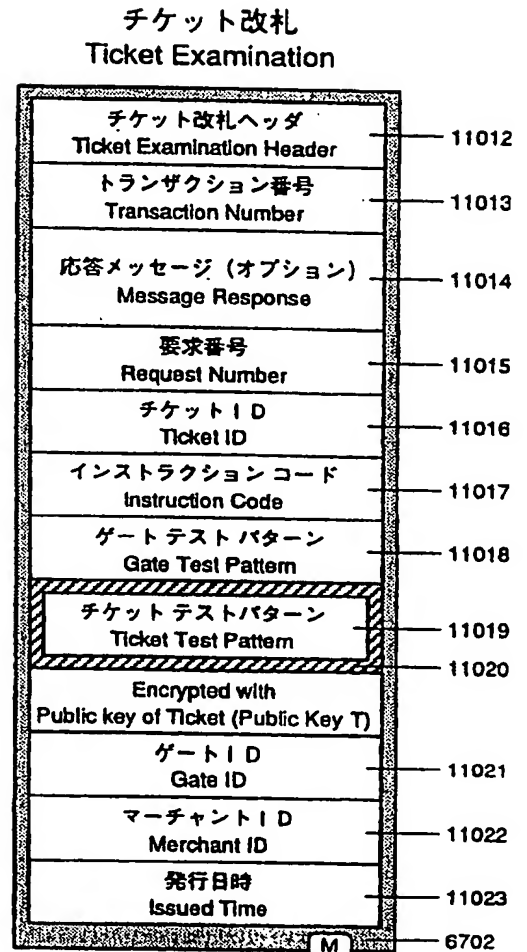 チケット改札
Ticket Examination
チケット改札ヘッダ
Ticket Examination Header
11012
トランザクション番号
Transaction Number
11013
応答メッセージ (オプション)
Message Response
11014
要求番号
Request Number
11015
チケットID
Ticket ID
11016
インストラクション コード
Instruction Code
11017
ゲート テスト パターン
Gate Test Pattern
11018
チケット テストパターン
Ticket Test Pattern
11019
11020
Encrypted with
Public key of Ticket (Public Key T)
ゲートID
Gate ID
11021
マーチャントID
Merchant ID
11022
発行日時
Issued Time
11023
M
6702